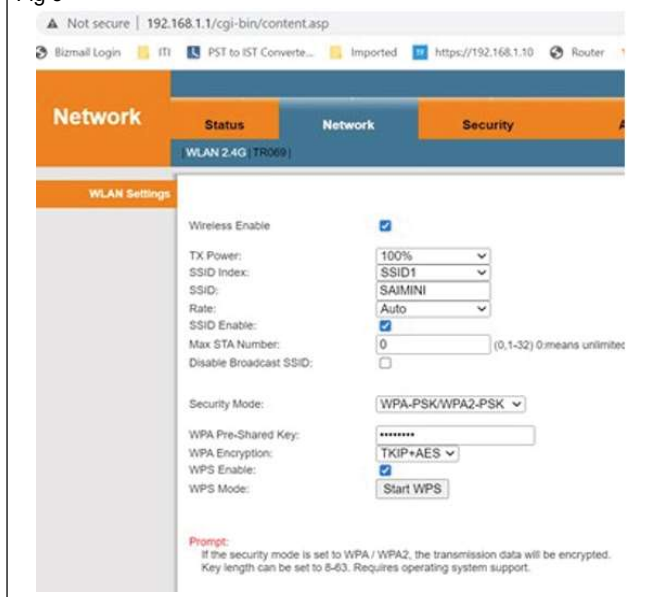 Not secure | 192.168.1.1/cgi-bin/content.asp
Bizmail Login ITI PST to IST Converte... Imported https://192.168.1.10 Router
Network
Status Network Security
| WLAN 2.4G | TR069 |
WLAN Settings
Wireless Enable
TX Power: 100%
SSID Index: SSID1
SSID: SAIMINI
Rate: Auto
SSID Enable:
Max STA Number: 0 (0,1-32) 0:means unlimited
Disable Broadcast SSID:
Security Mode: WPA-PSK/WPA2-PSK
WPA Pre-Shared Key: ••••••••
WPA Encryption: TKIP+AES
WPS Enable:
WPS Mode: Start WPS
Prompt:
If the security mode is set to WPA / WPA2, the transmission data will be encrypted.
Key length can be set to 8-63. Requires operating system support.